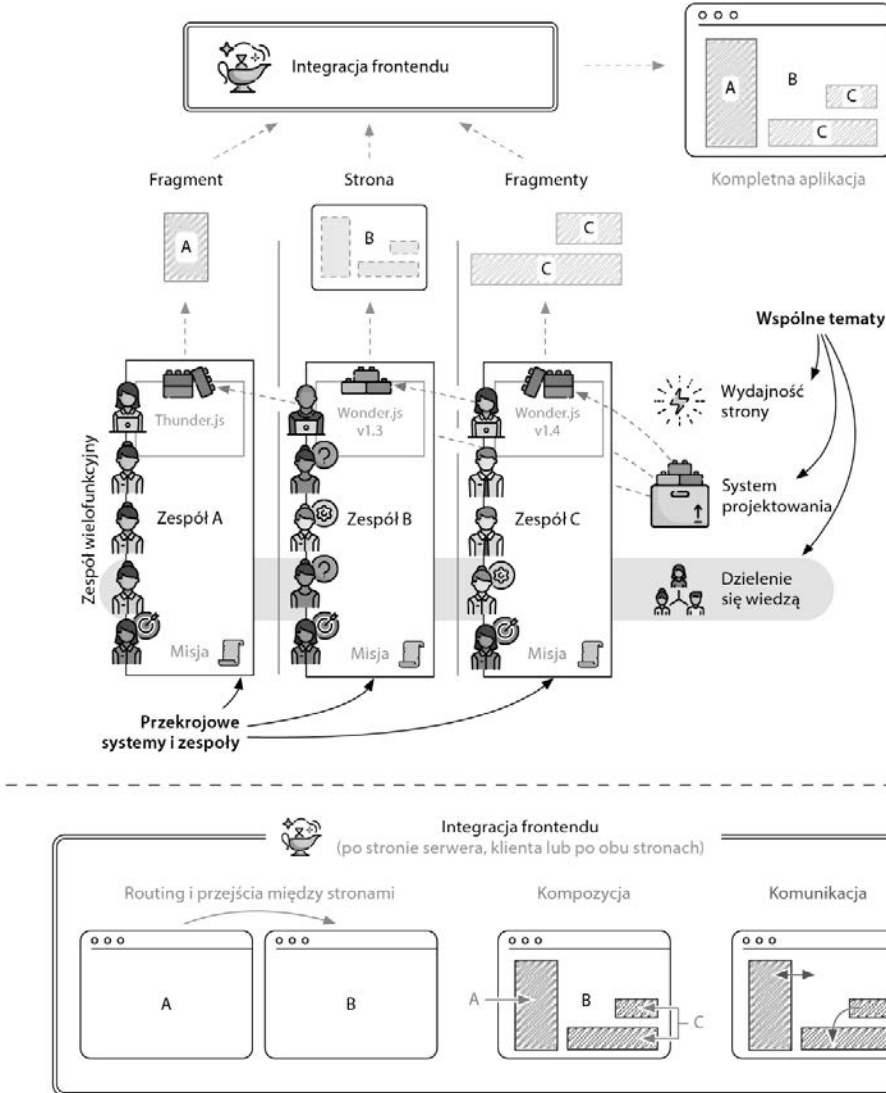 Integracja frontendu
A
B
C
C
Kompletna aplikacja
Fragment
Strona
Fragmenty
A
B
C
C
Wspólne tematy
Zespół wielofunkcyjny
Thunder.js
Zespół A
Misja
Wonder.js
v1.3
?
Zespół B
?
Misja
Wonder.js
v1.4
Zespół C
Misja
Wydajność
strony
System
projektowania
Dzielenie
się wiedzą
Przekrojowe
systemy i zespoły
Integracja frontendu
(po stronie serwera, klienta lub po obu stronach)
Routing i przejścia między stronami
A
B
Kompozycja
A
B
C
Komunikacja